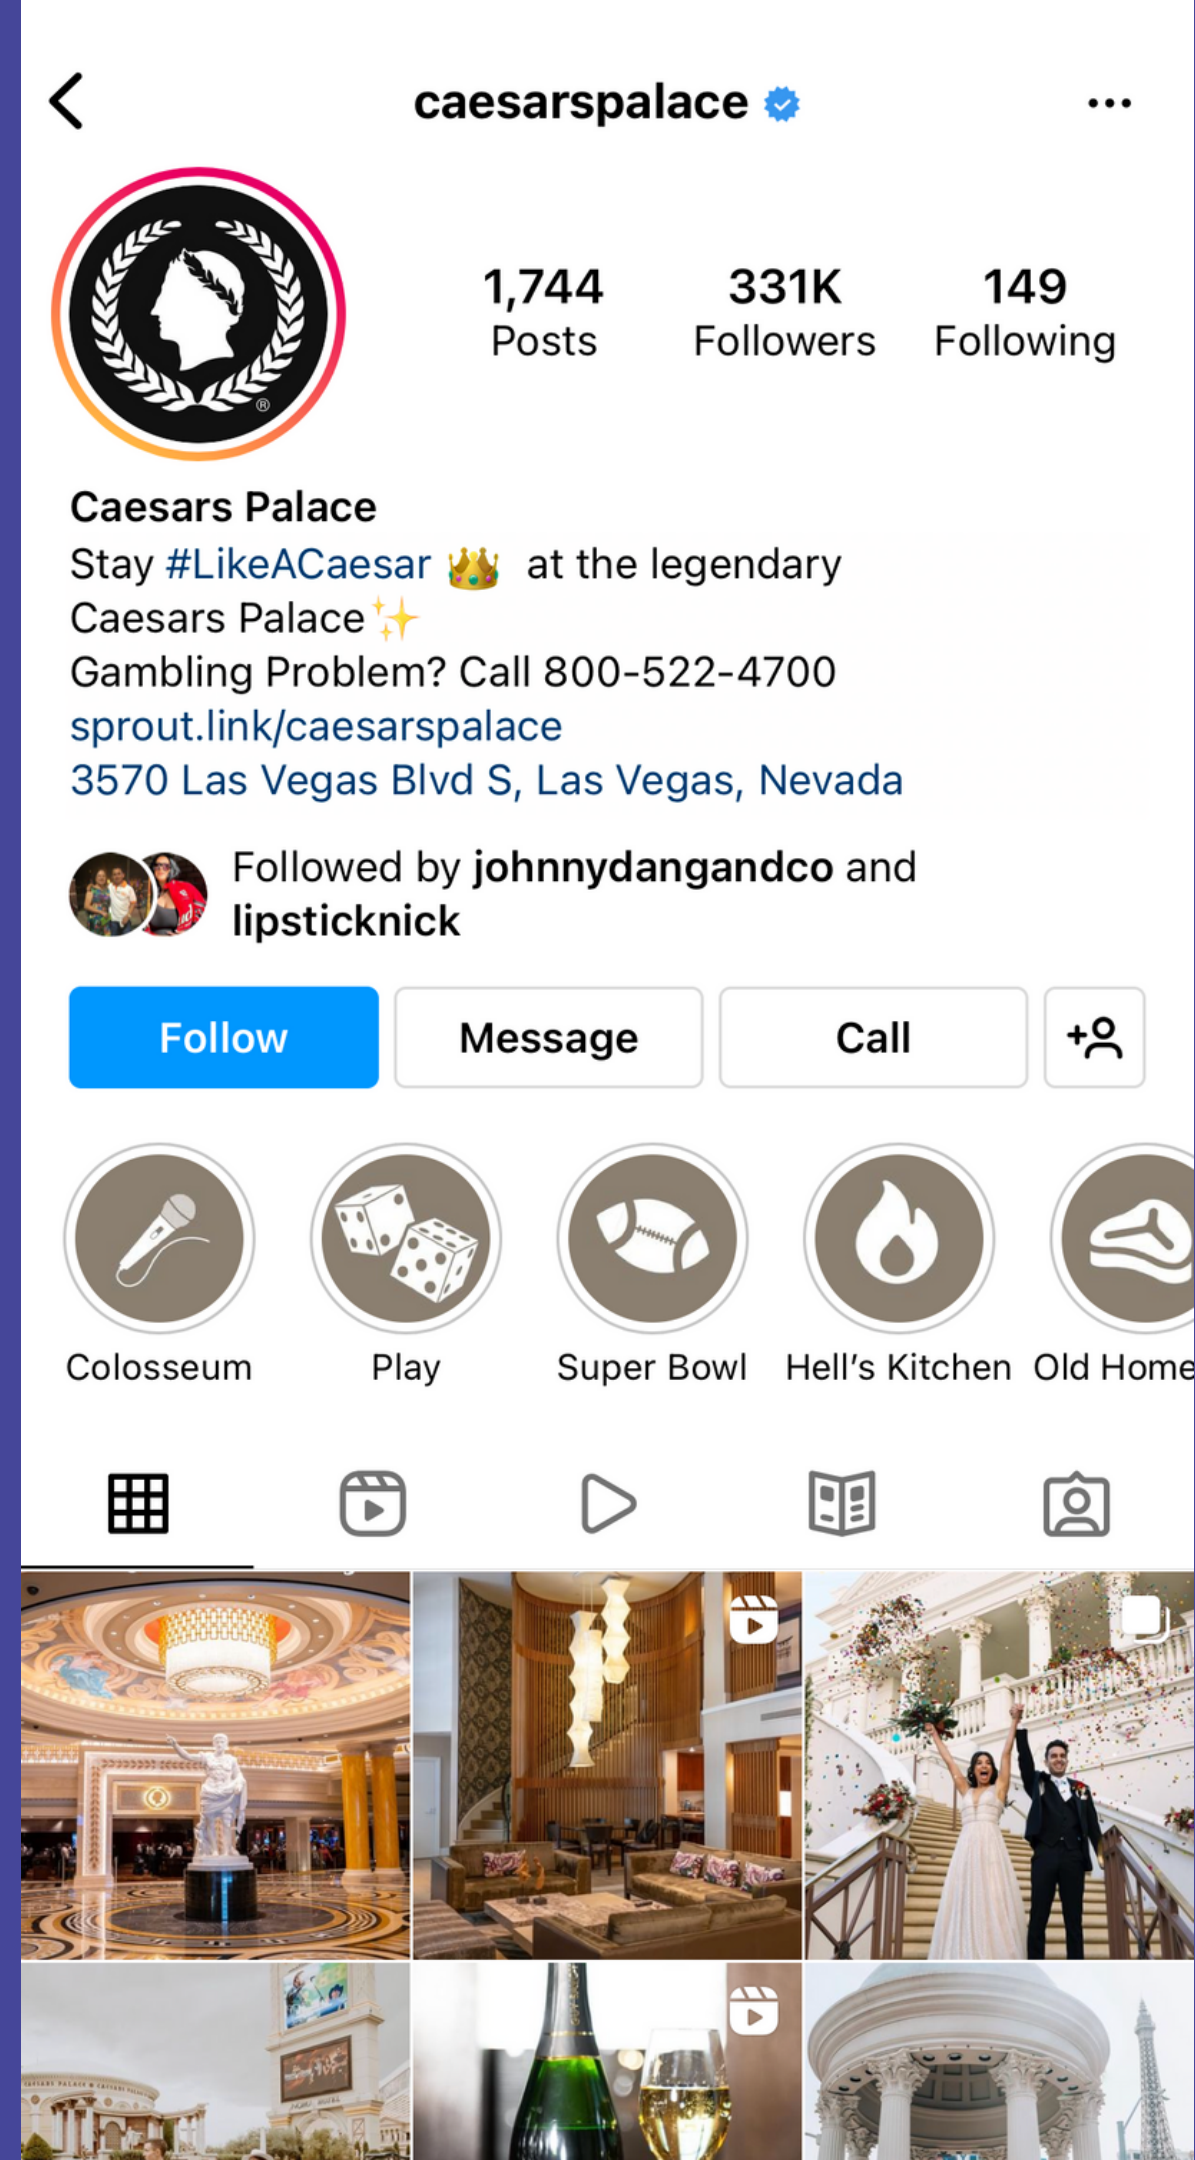 caesarspalace
1,744
Posts
331K
Followers
149
Following
®
Caesars Palace
Stay #LikeACaesar 👑 at the legendary
Caesars Palace✨
Gambling Problem? Call 800-522-4700
sprout.link/caesarspalace
3570 Las Vegas Blvd S, Las Vegas, Nevada
Followed by johnnydangandco and
lipsticknick
Follow
Message
Call
Colosseum
Play
Super Bowl
Hell's Kitchen
Old Home